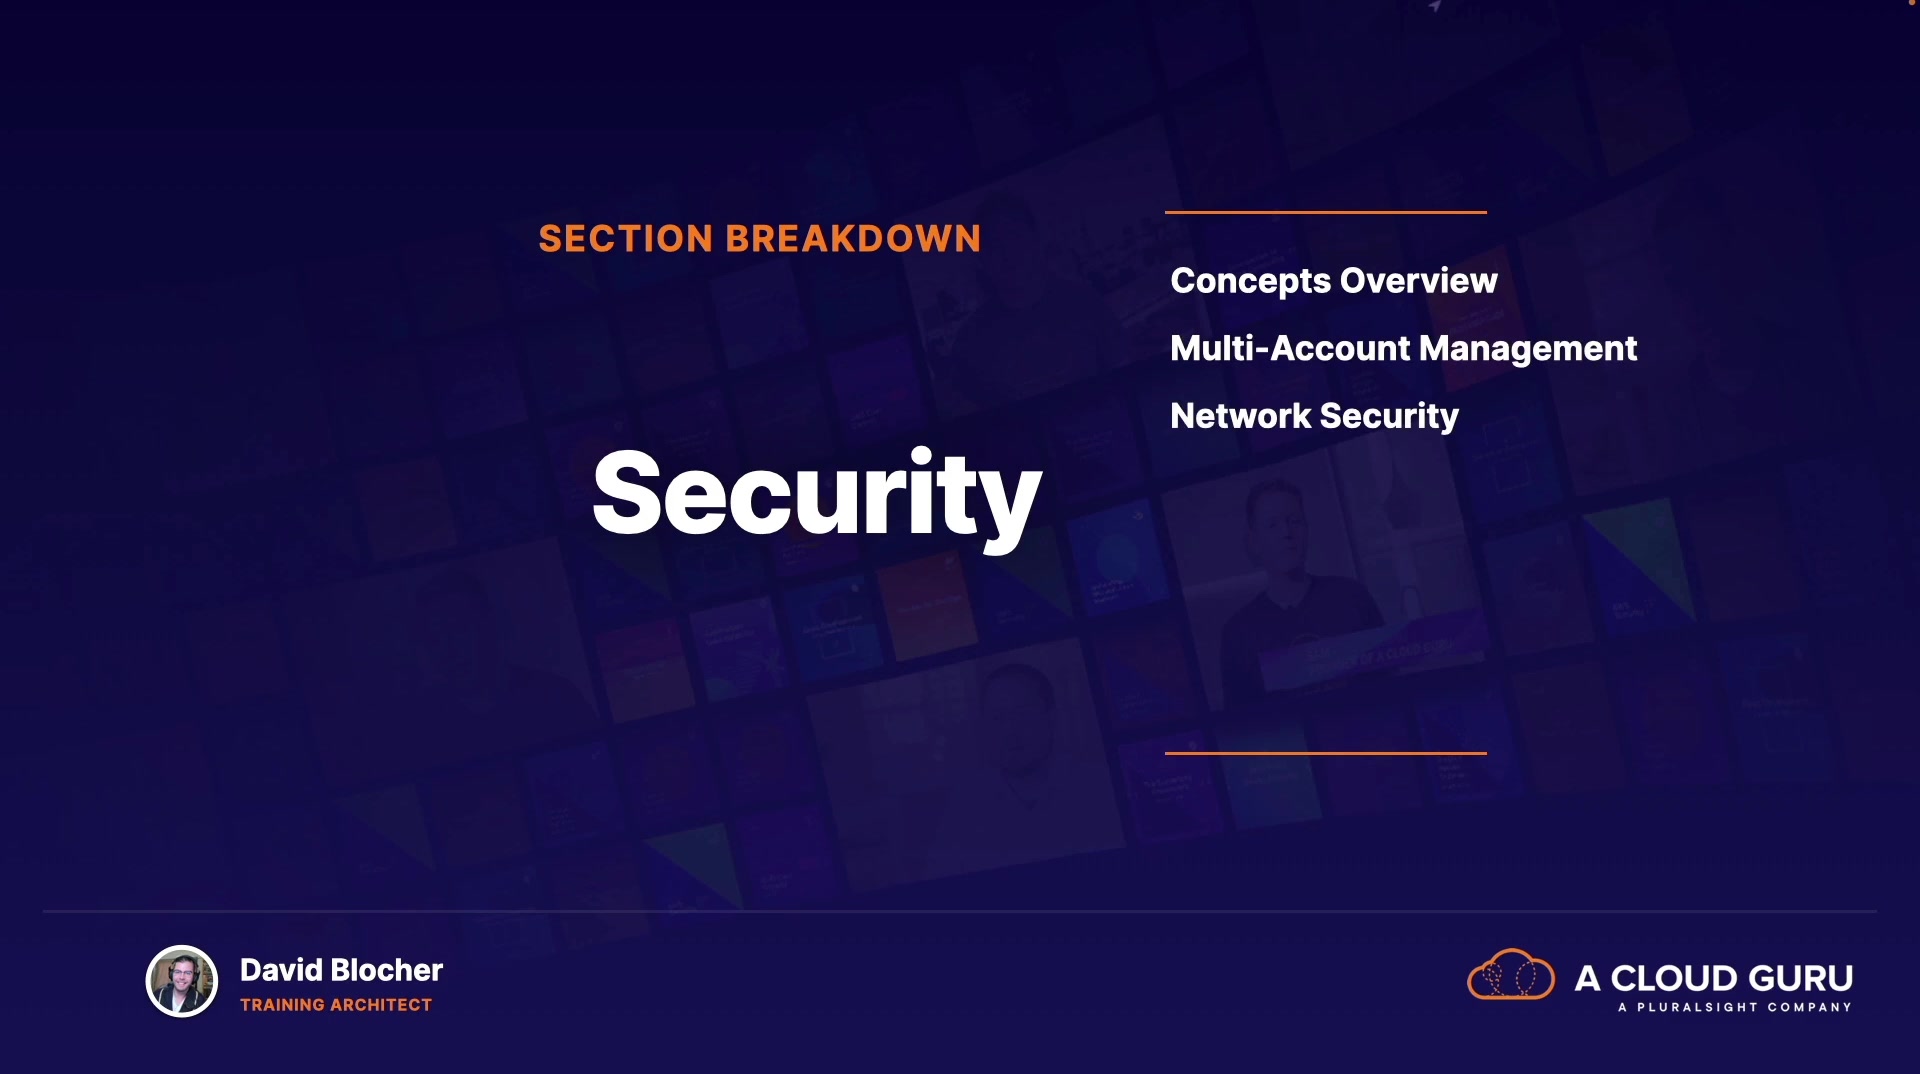 SECTION BREAKDOWN
Security
Concepts Overview
Multi-Account Management
Network Security
David Blocher
TRAINING ARCHITECT
A CLOUD GURU
A PLURALSIGHT COMPANY